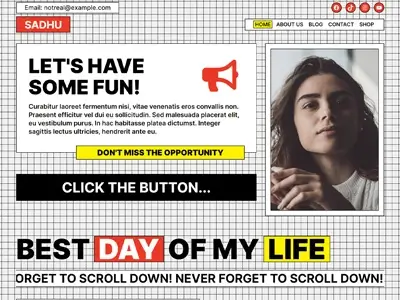 Email: notreal@example.com
SADHU
HOME ABOUT US BLOG CONTACT SHOP
LET'S HAVE
SOME FUN!
Curabitur laoreet fermentum nisi, vitae venenatis eros convallis non.
Praesent efficitur vel dui eu sollicitudin. Sed malesuada placerat elit,
eu vestibulum purus. In hac habitasse platea dictumst. Integer
sagittis lectus ultricies, hendrerit ante eu.
DON'T MISS THE OPPORTUNITY
CLICK THE BUTTON...
BEST DAY OF MY LIFE
ORGET TO SCROLL DOWN! NEVER FORGET TO SCROLL DOWN!